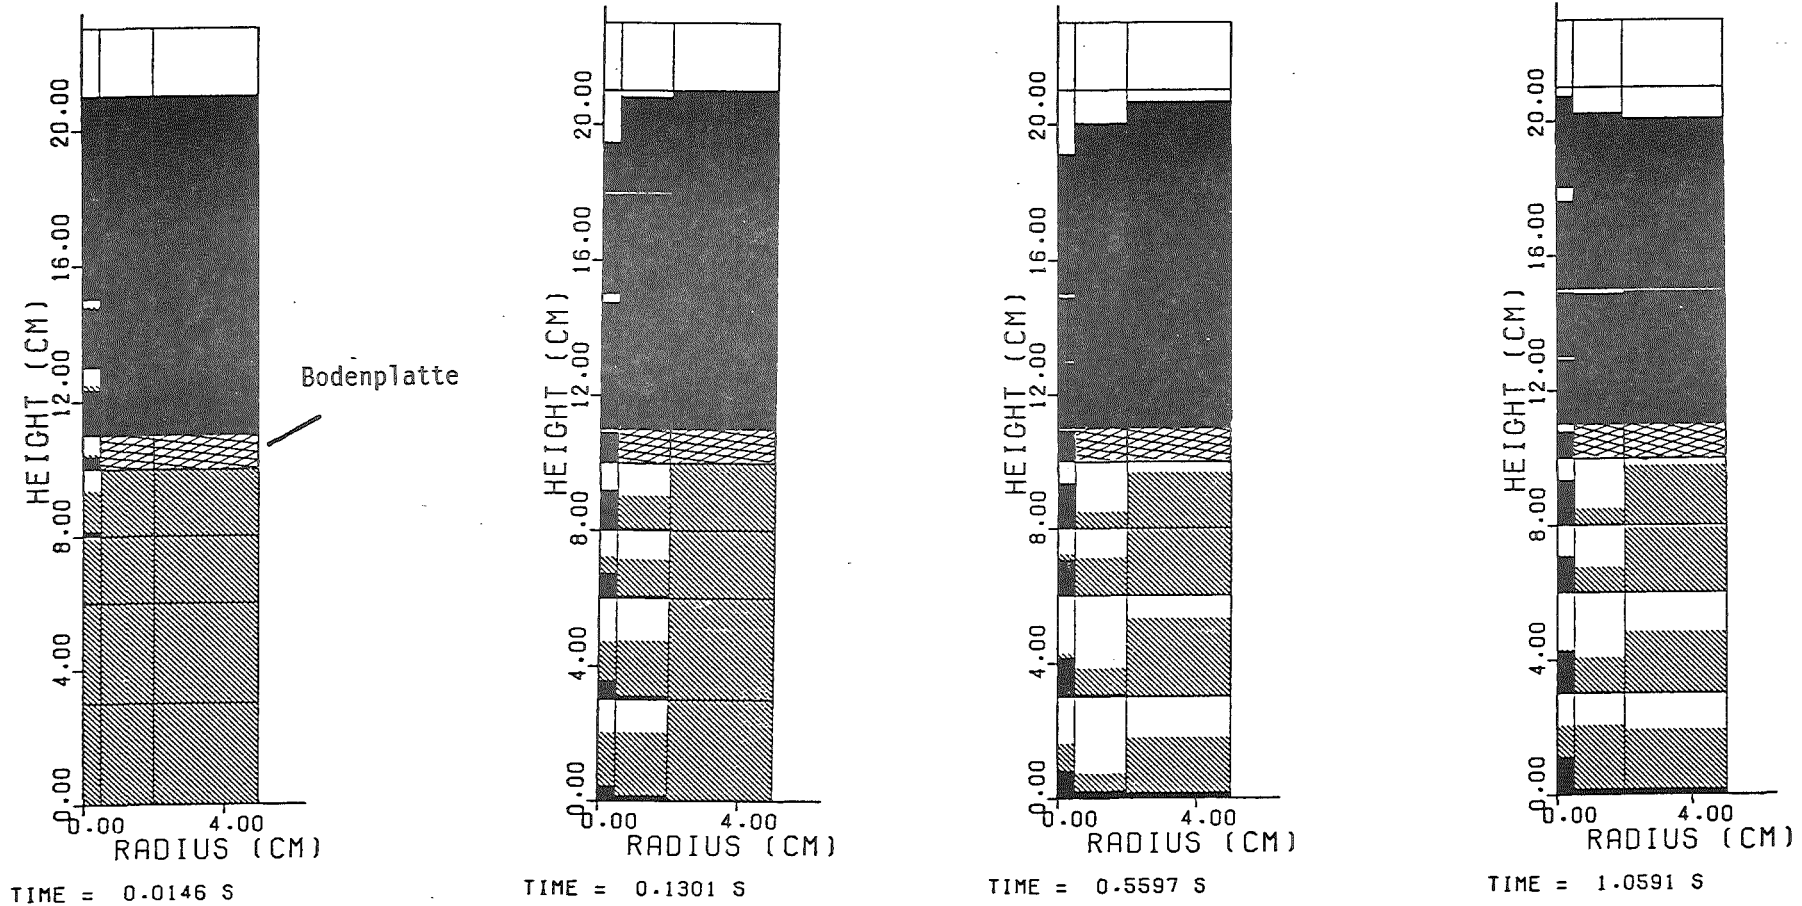 HEIGHT (CM)
20.00
16.00
12.00
8.00
4.00
0.00
0.00 4.00
RADIUS (CM)
TIME = 0.0146 S
Bodenplatte
HEIGHT (CM)
20.00
16.00
12.00
8.00
4.00
0.00
0.00 4.00
RADIUS (CM)
TIME = 0.1301 S
HEIGHT (CM)
20.00
16.00
12.00
8.00
4.00
0.00
0.00 4.00
RADIUS (CM)
TIME = 0.5597 S
HEIGHT (CM)
20.00
16.00
12.00
8.00
4.00
0.00
0.00 4.00
RADIUS (CM)
TIME = 1.0591 S